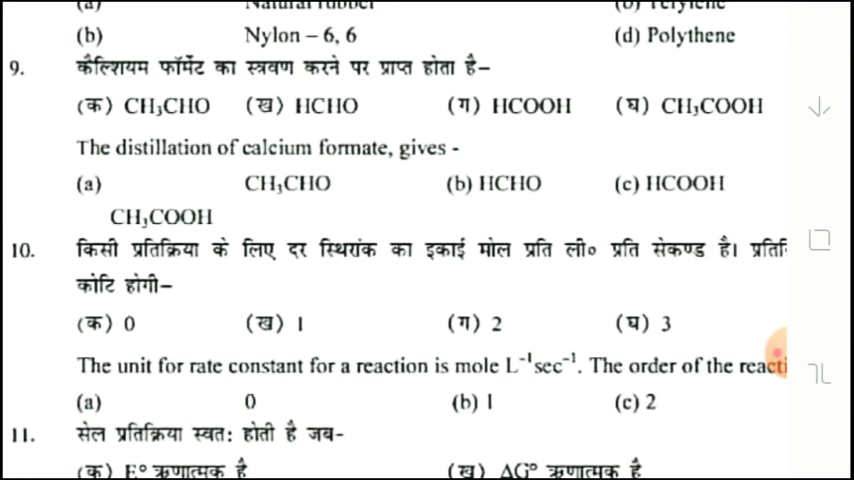 (a) Natural rubber (b) Terylene
(b) Nylon – 6, 6 (d) Polythene
9. कैल्शियम फॉर्मेट का स्त्रवण करने पर प्राप्त होता है–
(क) CH₃CHO (ख) HCHO (ग) HCOOH (घ) CH₃COOH
The distillation of calcium formate, gives -
(a) CH₃CHO (b) HCHO (c) HCOOH
CH₃COOH
10. किसी प्रतिक्रिया के लिए दर स्थिरांक का इकाई मोल प्रति ली० प्रति सेकण्ड है।
कोटि होगी–
(क) 0 (ख) 1 (ग) 2 (घ) 3
The unit for rate constant for a reaction is mole L⁻¹sec⁻¹. The order of the reacti
(a) 0 (b) 1 (c) 2
11. सेल प्रतिक्रिया स्वतः होती है जब-
(क) E° ऋणात्मक है (ख) ΔG° ऋणात्मक है